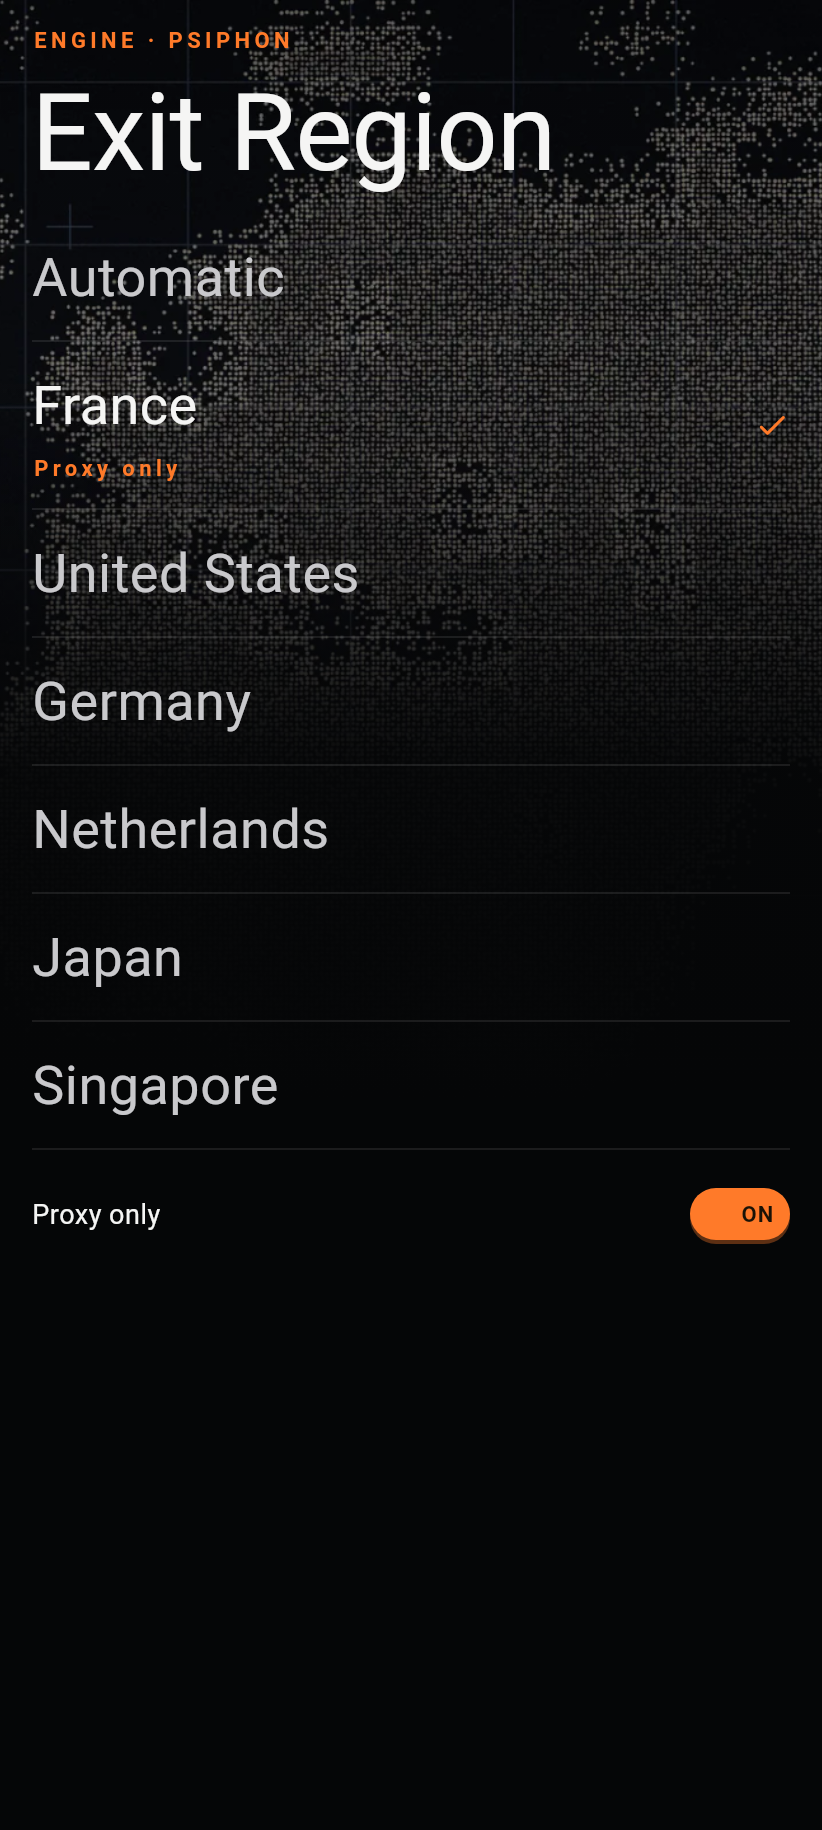 ENGINE · PSIPHON
Exit Region
Automatic
France
Proxy only
United States
Germany
Netherlands
Japan
Singapore
Proxy only
ON